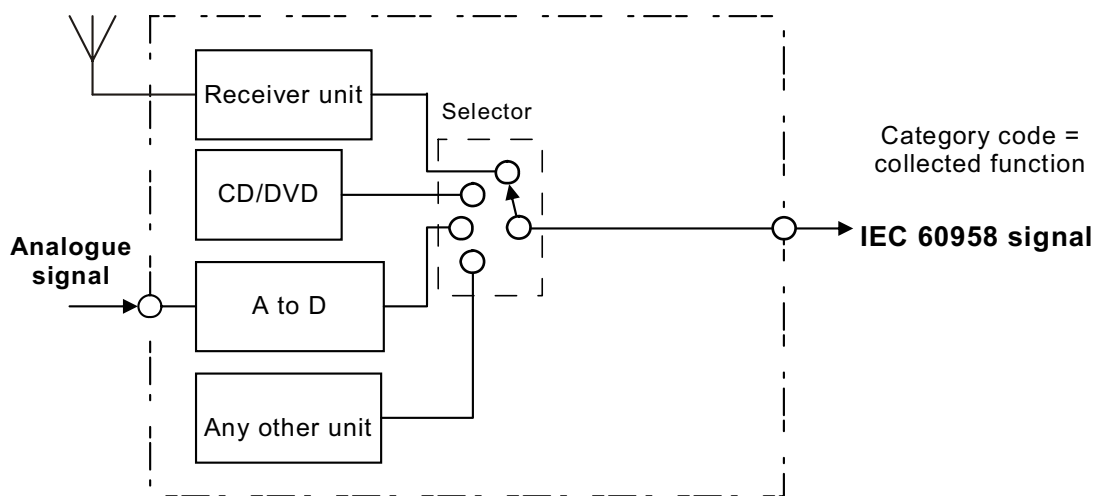 Receiver unit
Selector
Category code =
collected function
CD/DVD
Analogue
signal
IEC 60958 signal
A to D
Any other unit